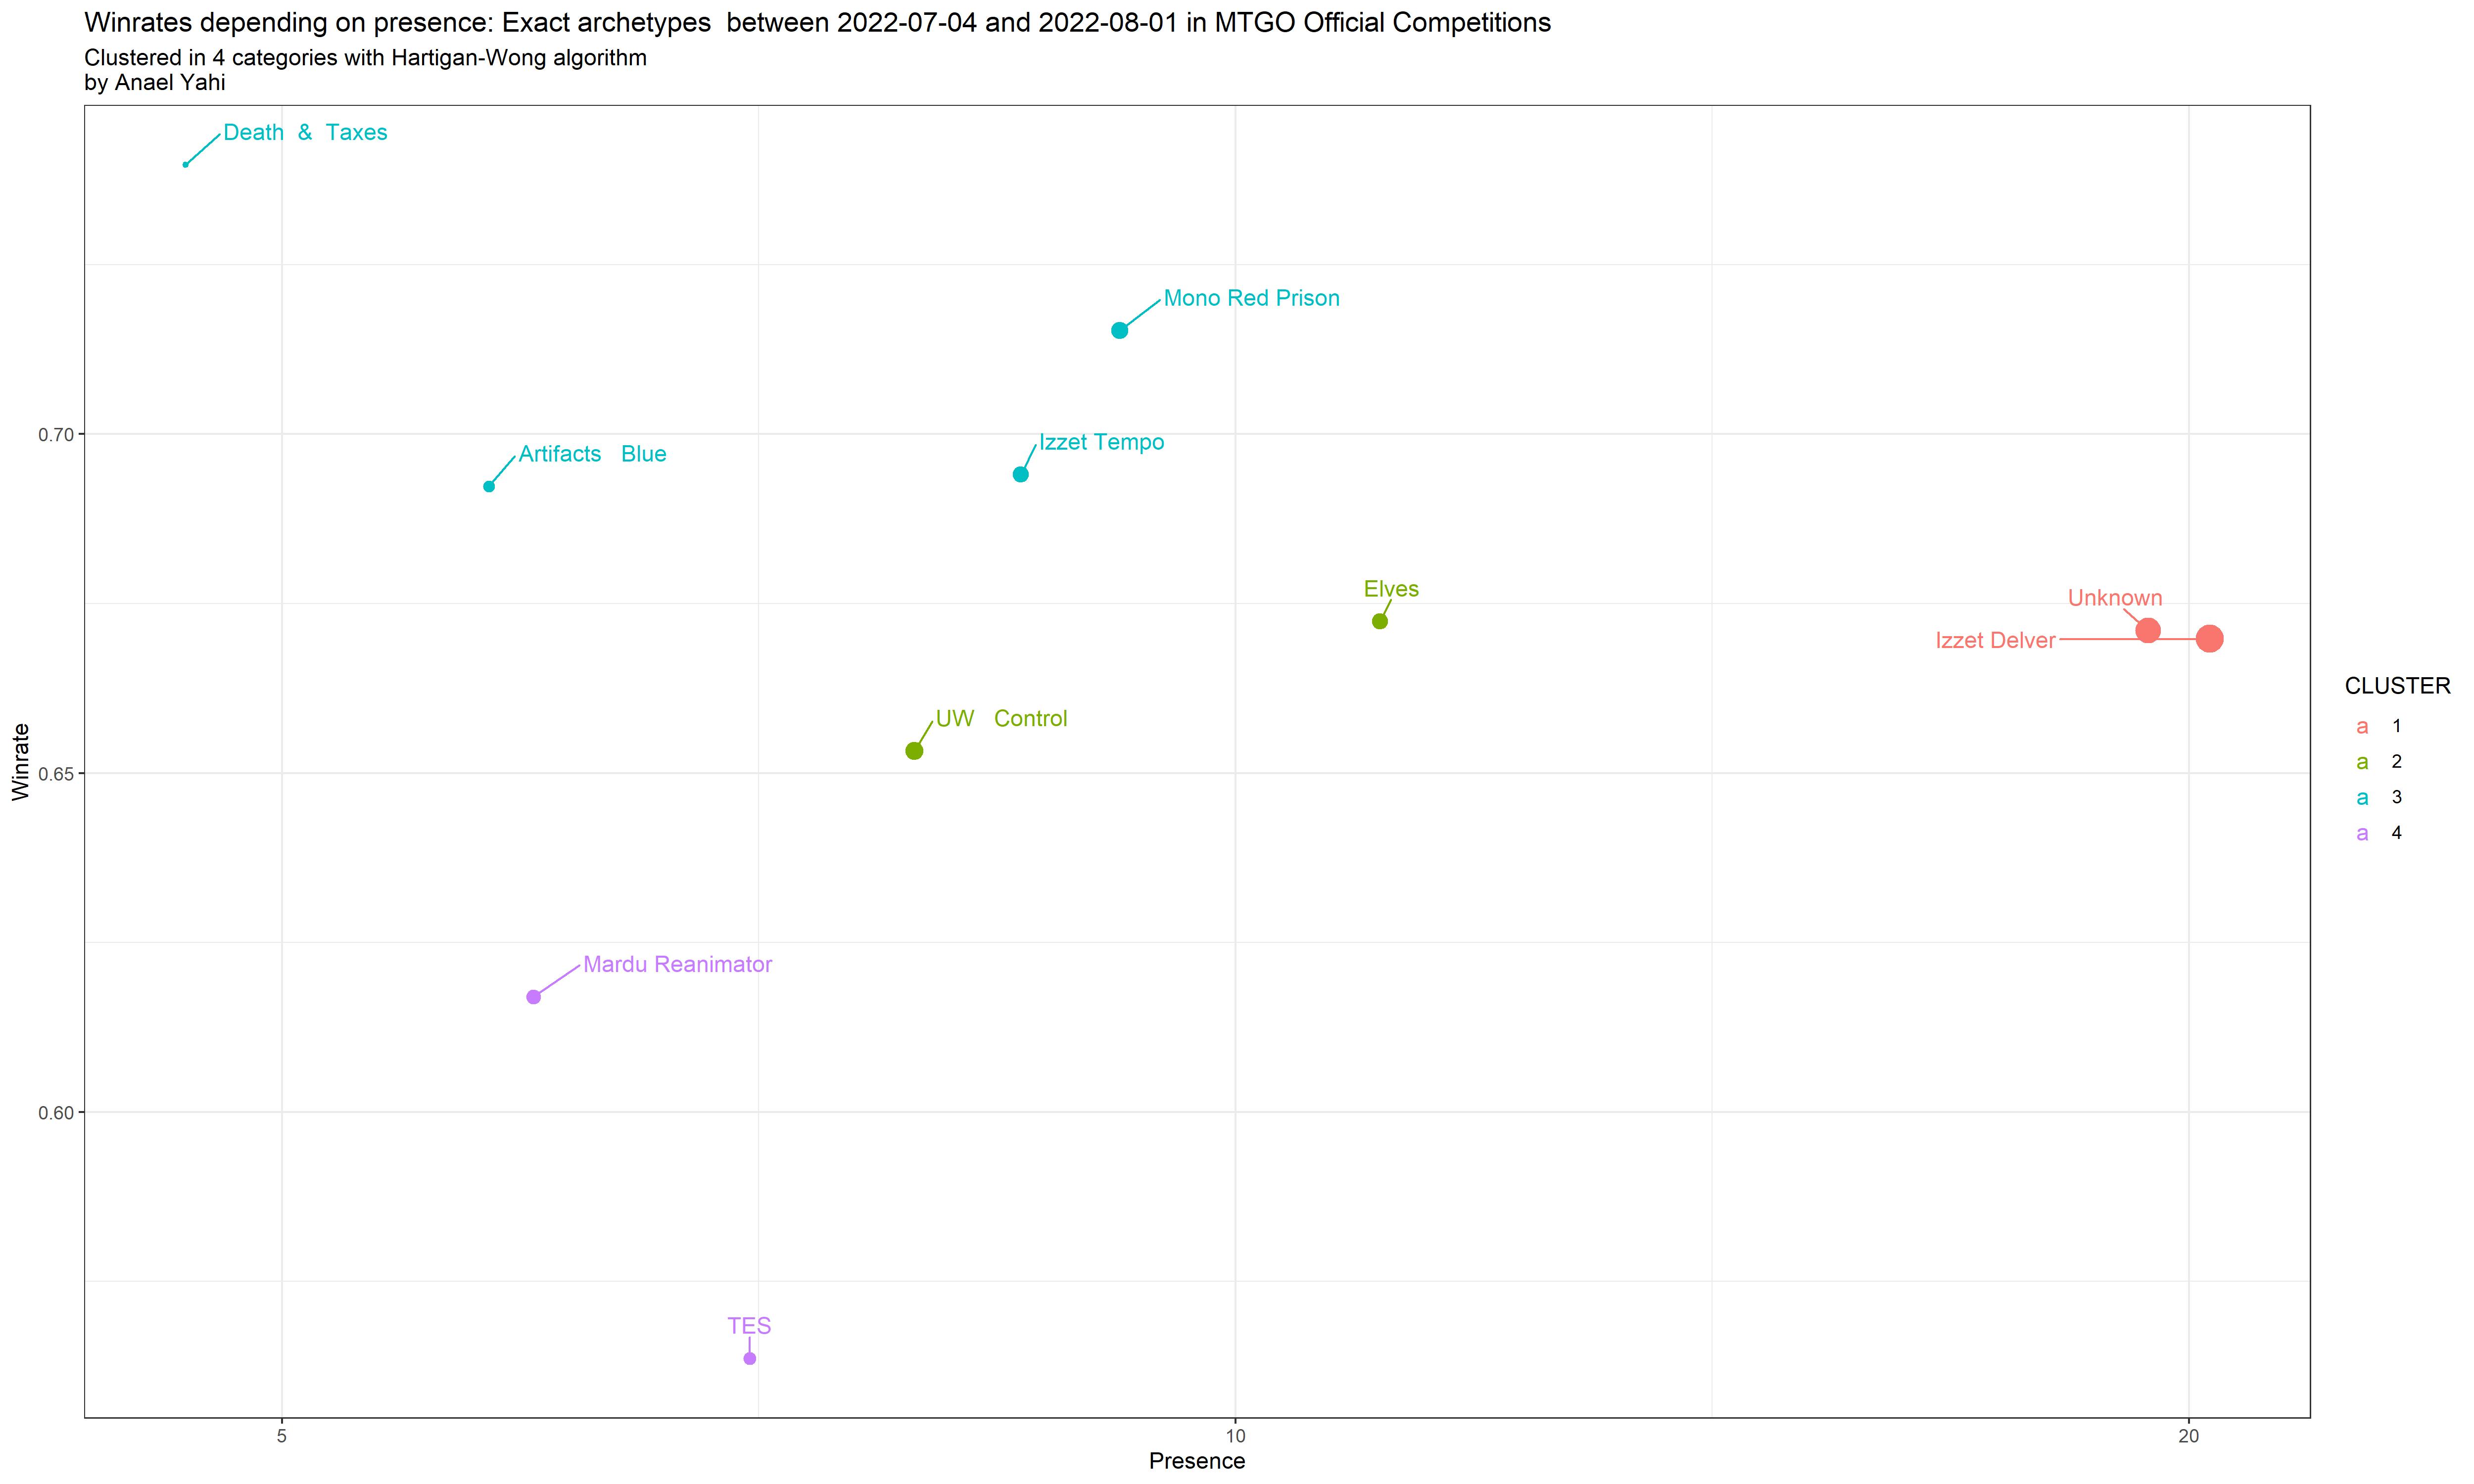 Winrates depending on presence: Exact archetypes  between 2022-07-04 and 2022-08-01 in MTGO Official Competitions
Clustered in 4 categories with Hartigan-Wong algorithm
by Anael Yahi
Death  &  Taxes
Mono Red Prison
0.70
Izzet Tempo
Artifacts   Blue
Elves
Unknown
Izzet Delver
UW   Control
Winrate
0.65
CLUSTER
a 1
a 2
a 3
a 4
Mardu Reanimator
0.60
TES
5
10
20
Presence